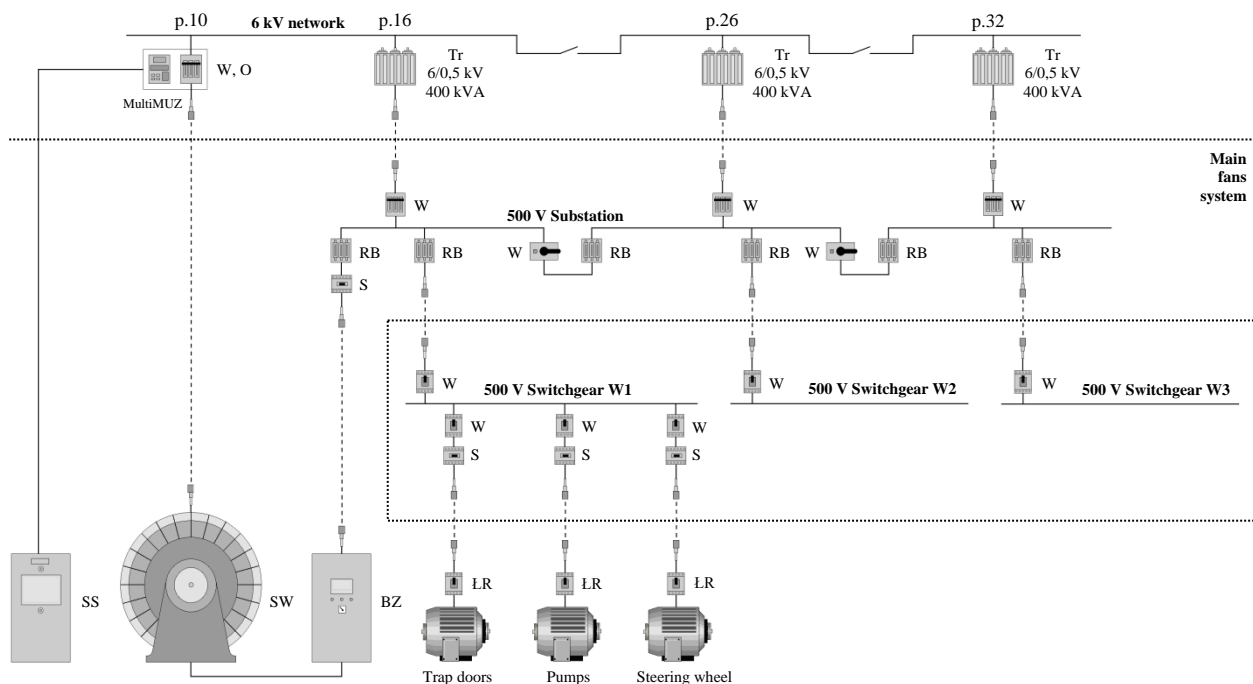 p.10
6 kV network
p.16
p.26
p.32
W, O
MultiMUZ
Tr
6/0,5 kV
400 kVA
Tr
6/0,5 kV
400 kVA
Tr
6/0,5 kV
400 kVA
Main
fans
system
W
W
W
500 V Substation
RB
RB
W
RB
RB
W
RB
RB
S
W
500 V Switchgear W1
W
500 V Switchgear W2
W
500 V Switchgear W3
W
W
W
S
S
S
SS
SW
BZ
ŁR
ŁR
ŁR
Trap doors
Pumps
Steering wheel